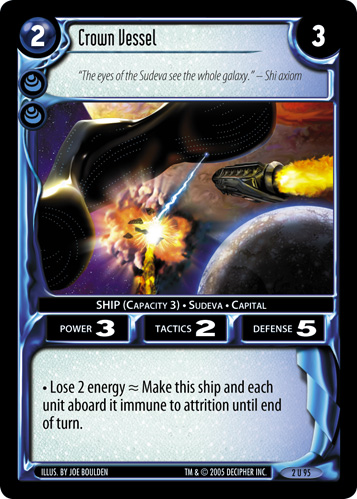 2 Crown Vessel 3
"The eyes of the Sudeva see the whole galaxy." – Shi axiom
SHIP (CAPACITY 3) • SUDEVA • CAPITAL
POWER 3 TACTICS 2 DEFENSE 5
• Lose 2 energy ≈ Make this ship and each
unit aboard it immune to attrition until end
of turn.
ILLUS. BY JOE BOULDEN TM & © 2005 DECIPHER INC. 2 U 95